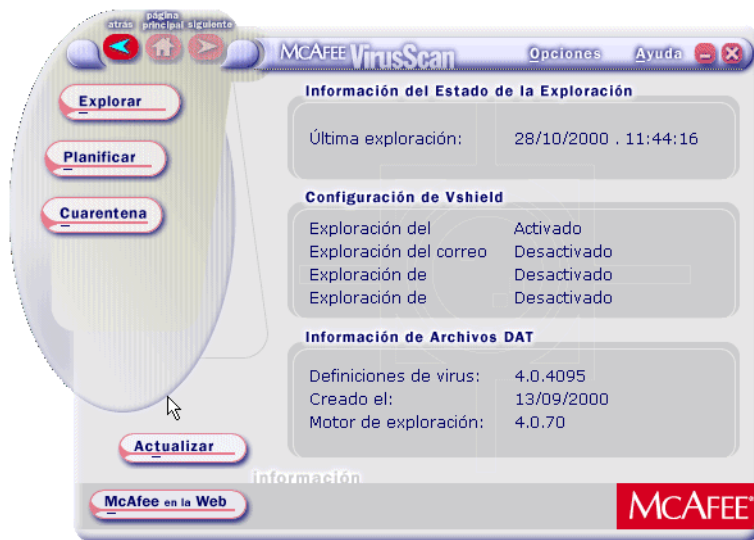 atrás página principal siguiente
McAFEE VirusScan Opciones Ayuda
Explorar
Planificar
Cuarentena
Información del Estado de la Exploración
Última exploración: 28/10/2000 . 11:44:16
Configuración de Vshield
Exploración del Activado
Exploración del correo Desactivado
Exploración de Desactivado
Exploración de Desactivado
Información de Archivos DAT
Definiciones de virus: 4.0.4095
Creado el: 13/09/2000
Motor de exploración: 4.0.70
Actualizar
información
McAfee en la Web
McAFEE